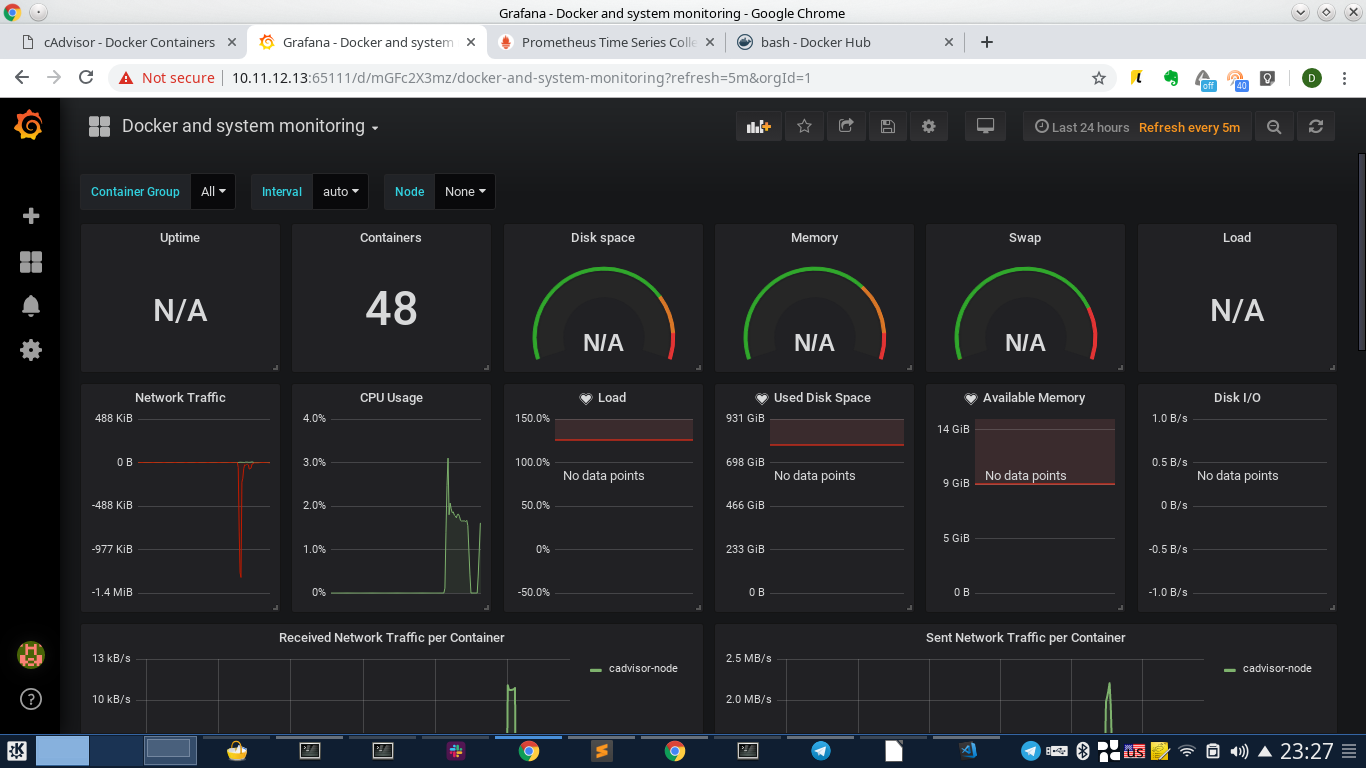 Grafana - Docker and system monitoring - Google Chrome
cAdvisor - Docker Containers
Grafana - Docker and system
Prometheus Time Series Colle
bash - Docker Hub
Not secure
10.11.12.13:65111/d/mGFc2X3mz/docker-and-system-monitoring?refresh=5m&orgId=1
off
40
D
Docker and system monitoring
Last 24 hours Refresh every 5m
Container Group All
Interval auto
Node None
Uptime
N/A
Containers
48
Disk space
N/A
Memory
N/A
Swap
N/A
Load
N/A
Network Traffic
488 KiB
0 B
-488 KiB
-977 KiB
-1.4 MiB
CPU Usage
4.0%
3.0%
2.0%
1.0%
0%
Load
150.0%
100.0%
50.0%
0%
-50.0%
No data points
Used Disk Space
931 GiB
698 GiB
466 GiB
233 GiB
0 B
No data points
Available Memory
14 GiB
9 GiB
5 GiB
0 B
No data points
Disk I/O
1.0 B/s
0.5 B/s
0 B/s
-0.5 B/s
-1.0 B/s
No data points
Received Network Traffic per Container
13 kB/s
10 kB/s
cadvisor-node
Sent Network Traffic per Container
2.5 MB/s
2.0 MB/s
cadvisor-node
US
23:27